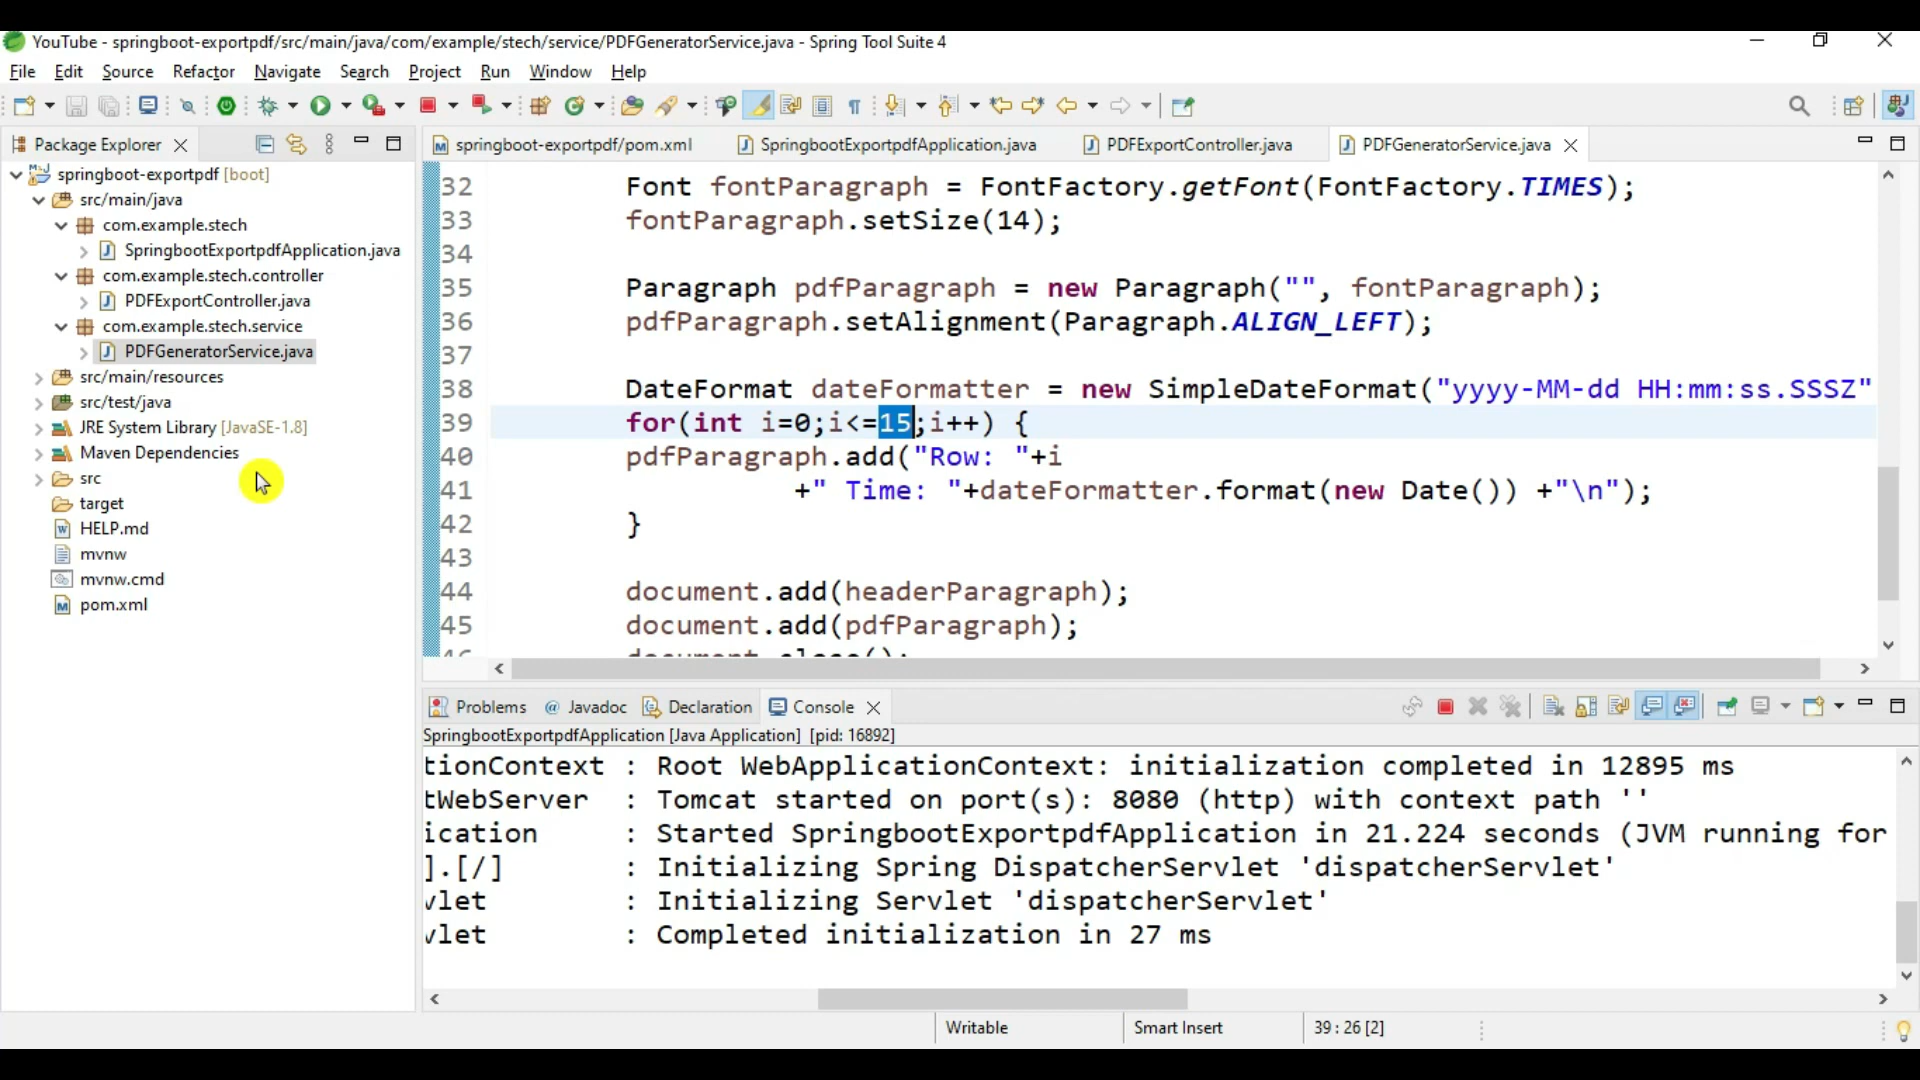 YouTube - springboot-exportpdf/src/main/java/com/example/stech/service/PDFGeneratorService.java - Spring Tool Suite 4
File Edit Source Refactor Navigate Search Project Run Window Help
Package Explorer
springboot-exportpdf/pom.xml SpringbootExportpdfApplication.java PDFExportController.java PDFGeneratorService.java
springboot-exportpdf [boot]
src/main/java
com.example.stech
SpringbootExportpdfApplication.java
com.example.stech.controller
PDFExportController.java
com.example.stech.service
PDFGeneratorService.java
src/main/resources
src/test/java
JRE System Library [JavaSE-1.8]
Maven Dependencies
src
target
HELP.md
mvnw
mvnw.cmd
pom.xml
32 Font fontParagraph = FontFactory.getFont(FontFactory.TIMES);
33 fontParagraph.setSize(14);
34
35 Paragraph pdfParagraph = new Paragraph("", fontParagraph);
36 pdfParagraph.setAlignment(Paragraph.ALIGN_LEFT);
37
38 DateFormat dateFormatter = new SimpleDateFormat("yyyy-MM-dd HH:mm:ss.SSSZ"
39 for(int i=0;i<=15;i++) {
40 pdfParagraph.add("Row: "+i
41 +" Time: "+dateFormatter.format(new Date()) +"\n");
42 }
43
44 document.add(headerParagraph);
45 document.add(pdfParagraph);
46 document.close();
Problems @ Javadoc Declaration Console
SpringbootExportpdfApplication [Java Application] [pid: 16892]
tionContext : Root WebApplicationContext: initialization completed in 12895 ms
tWebServer : Tomcat started on port(s): 8080 (http) with context path ''
ication : Started SpringbootExportpdfApplication in 21.224 seconds (JVM running for
].[/] : Initializing Spring DispatcherServlet 'dispatcherServlet'
vlet : Initializing Servlet 'dispatcherServlet'
vlet : Completed initialization in 27 ms
Writable Smart Insert 39 : 26 [2]